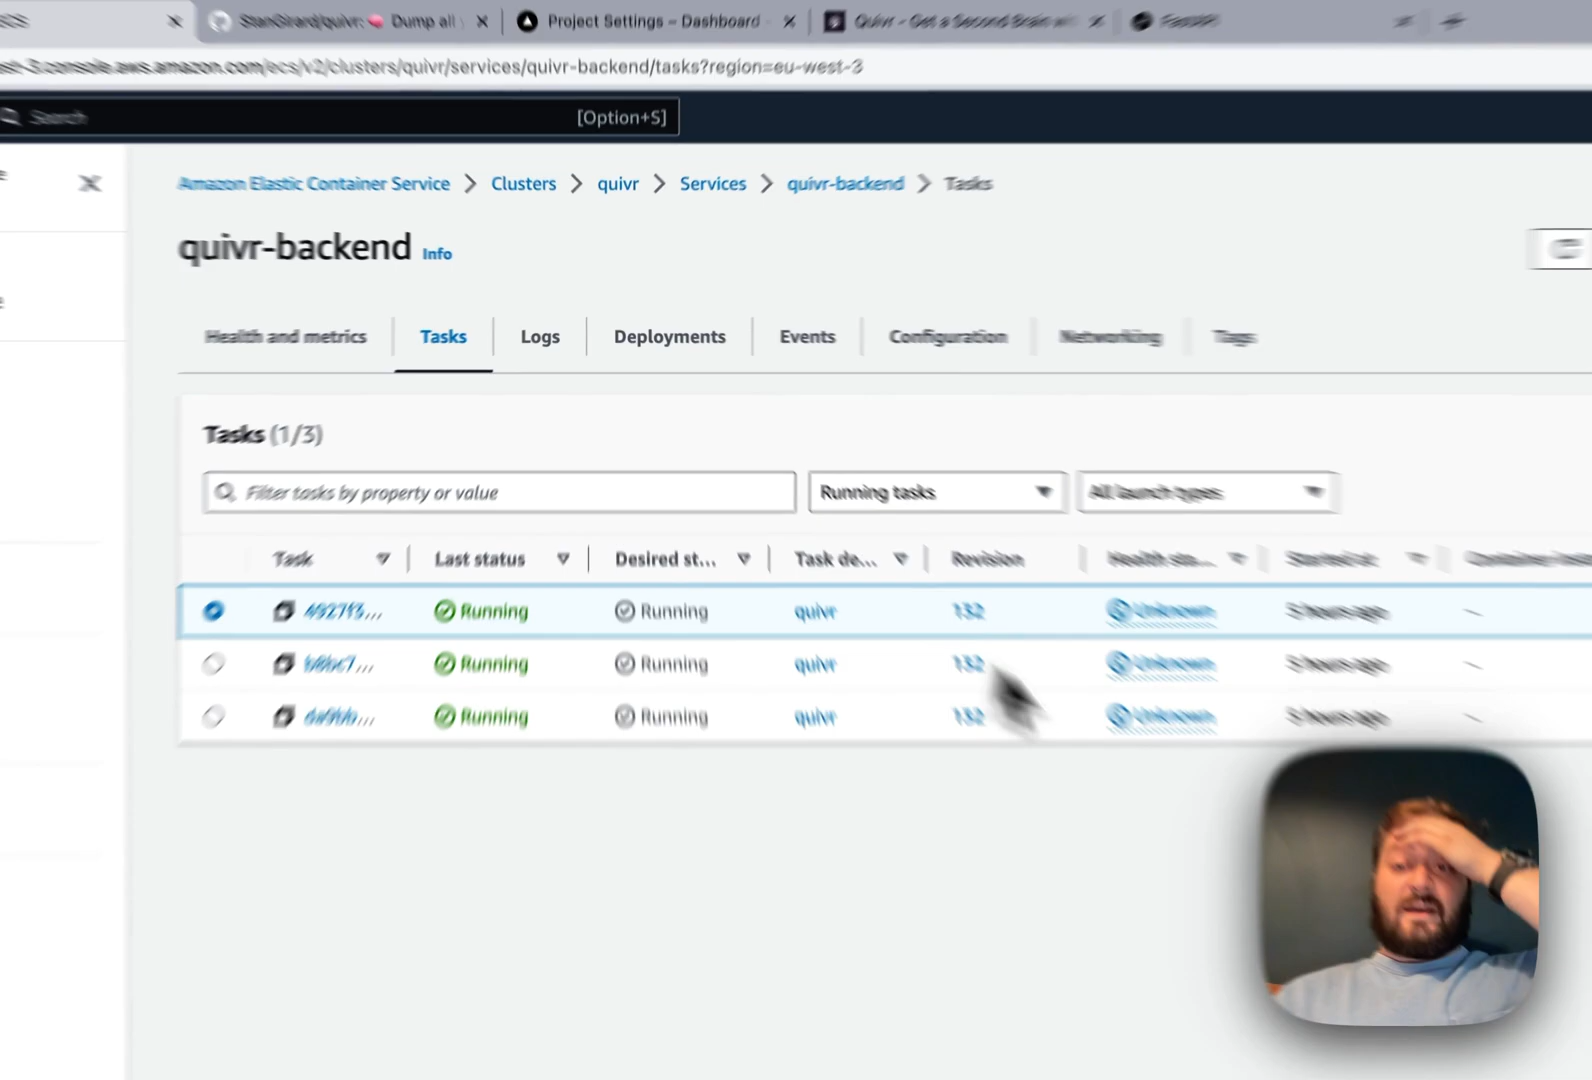 StanGirard/quivr: 🧠 Dump all
Project Settings – Dashboard
Quivr - Get a Second Brain wi
FastAPI
st-3.console.aws.amazon.com/ecs/v2/clusters/quivr/services/quivr-backend/tasks?region=eu-west-3
Search [Option+S]
Amazon Elastic Container Service > Clusters > quivr > Services > quivr-backend > Tasks
quivr-backend Info
Health and metrics Tasks Logs Deployments Events Configuration Networking Tags
Tasks (1/3)
Filter tasks by property or value Running tasks All launch types
Task Last status Desired st... Task de... Revision Health sta... Started at
Running Running quivr 132 Unknown 5 hours ago -
Running Running quivr 132 Unknown 5 hours ago -
Running Running quivr 132 Unknown 5 hours ago -